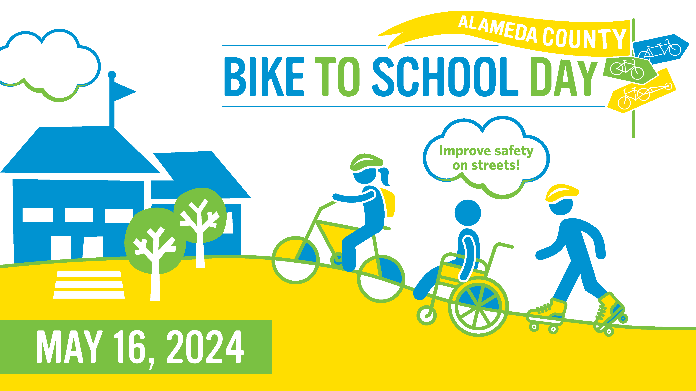 ALAMEDA COUNTY
BIKE TO SCHOOL DAY
Improve safety
on streets!
MAY 16, 2024